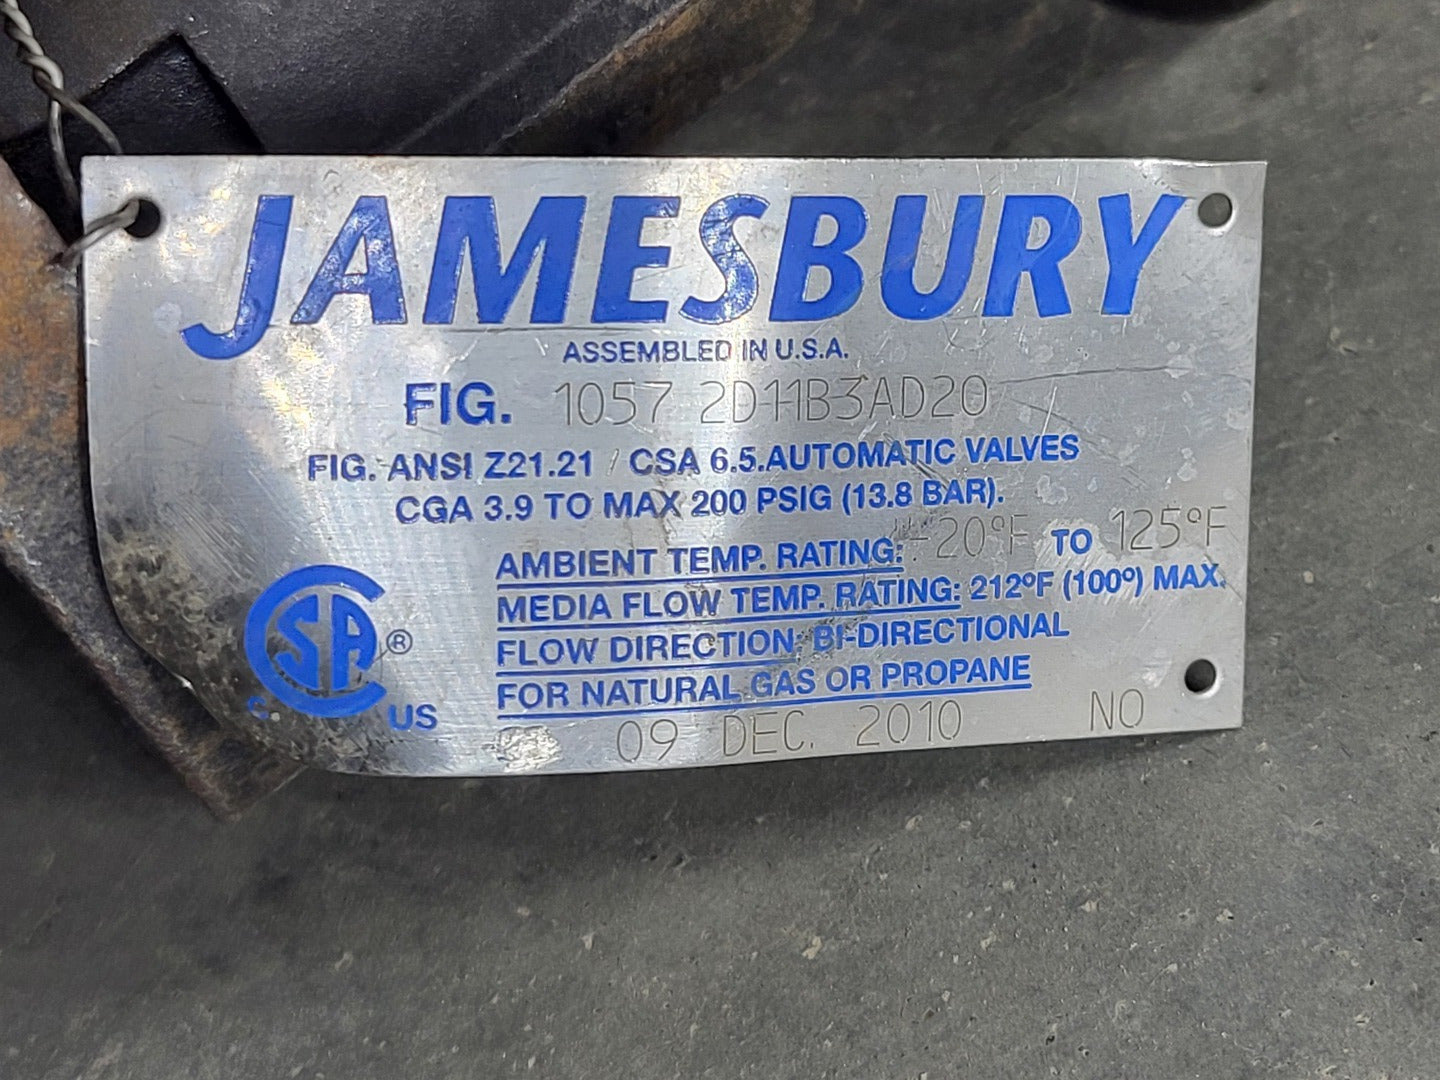 JAMESBURY
ASSEMBLED IN U.S.A.
FIG. 1057 2D11B3AD20
FIG. ANSI Z21.21 / CSA 6.5.AUTOMATIC VALVES
CGA 3.9 TO MAX 200 PSIG (13.8 BAR).
AMBIENT TEMP. RATING: -20°F TO 125°F
MEDIA FLOW TEMP. RATING: 212°F (100°) MAX.
FLOW DIRECTION: BI-DIRECTIONAL
FOR NATURAL GAS OR PROPANE
CSA ®
C US
09 DEC. 2010 NO